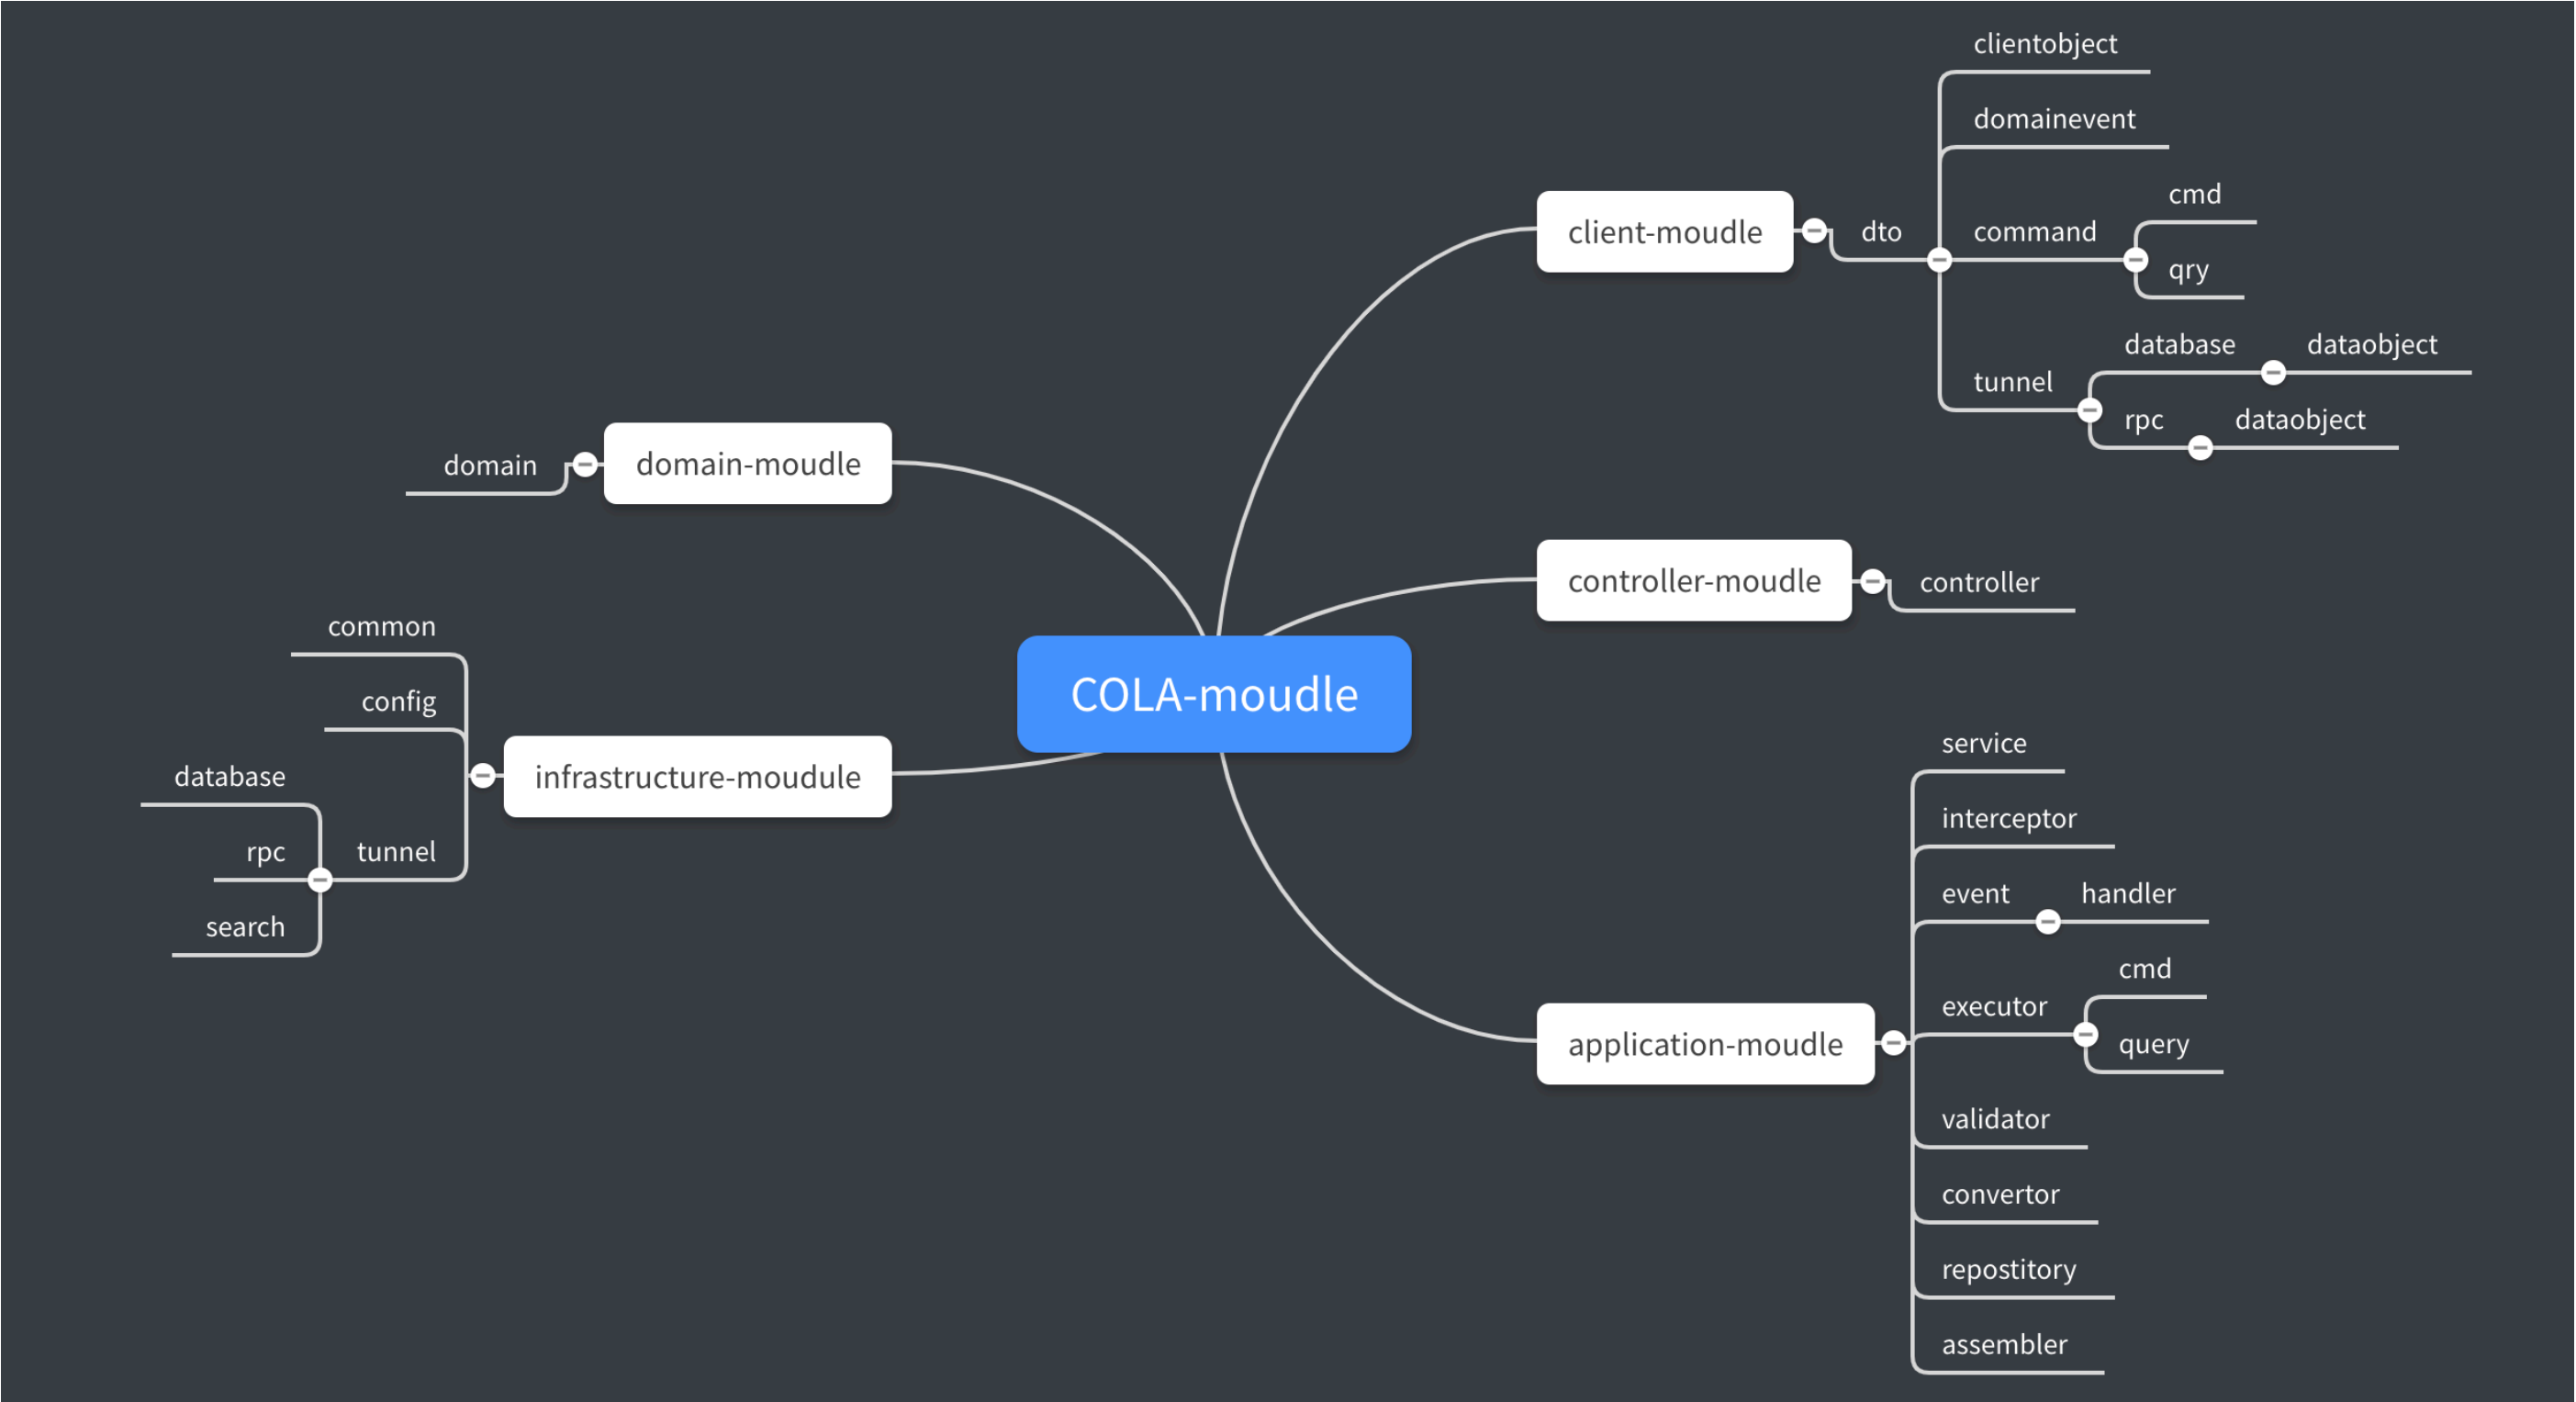 COLA-moudle
client-moudle
dto
clientobject
domainevent
command
cmd
qry
tunnel
database
dataobject
rpc
dataobject
controller-moudle
controller
application-moudle
service
interceptor
event
handler
executor
cmd
query
validator
convertor
repostitory
assembler
domain-moudle
domain
infrastructure-moudule
common
config
tunnel
database
rpc
search